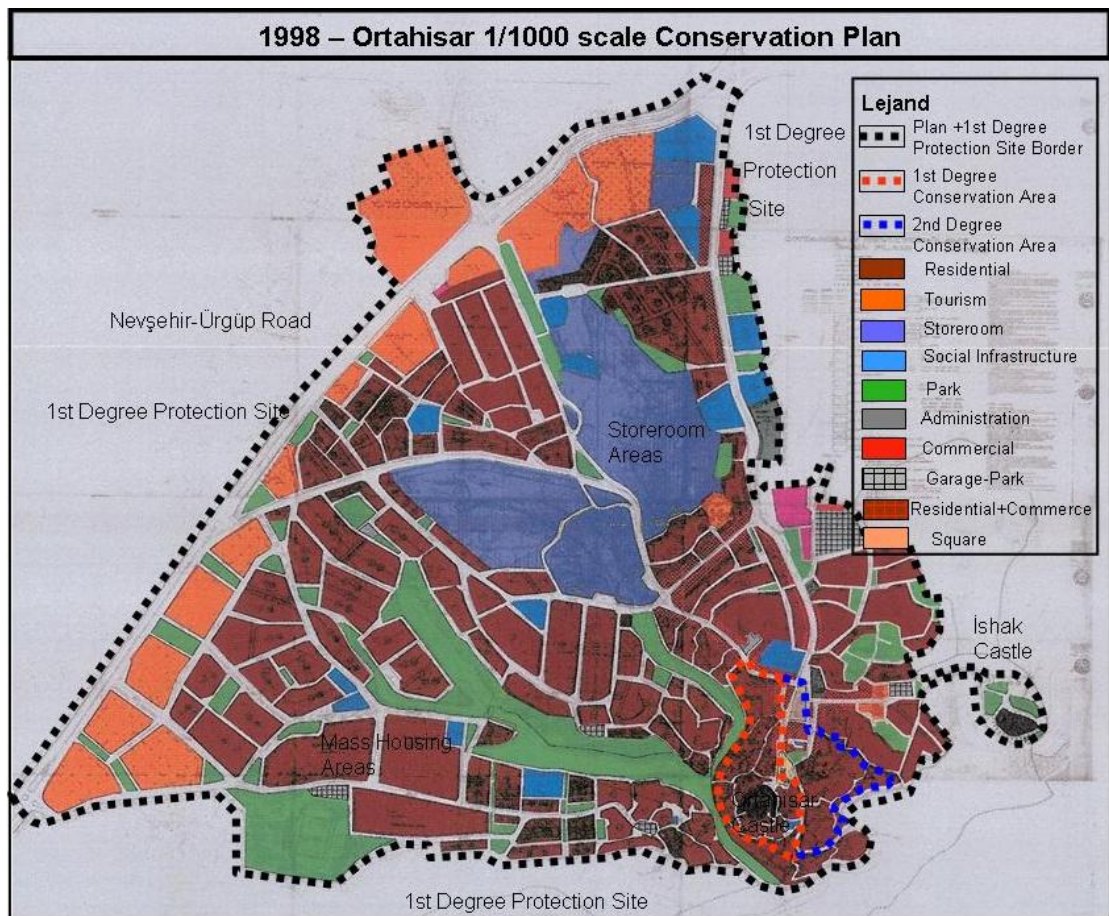 1998 – Ortahisar 1/1000 scale Conservation Plan
1st Degree
Protection
Site
Nevşehir-Ürgüp Road
1st Degree Protection Site
Storeroom
Areas
İshak
Castle
Mass Housing
Areas
Ortahisar
Castle
1st Degree Protection Site
Lejand
Plan +1st Degree
Protection Site Border
1st Degree
Conservation Area
2nd Degree
Conservation Area
Residential
Tourism
Storeroom
Social Infrastructure
Park
Administration
Commercial
Garage-Park
Residential+Commerce
Square